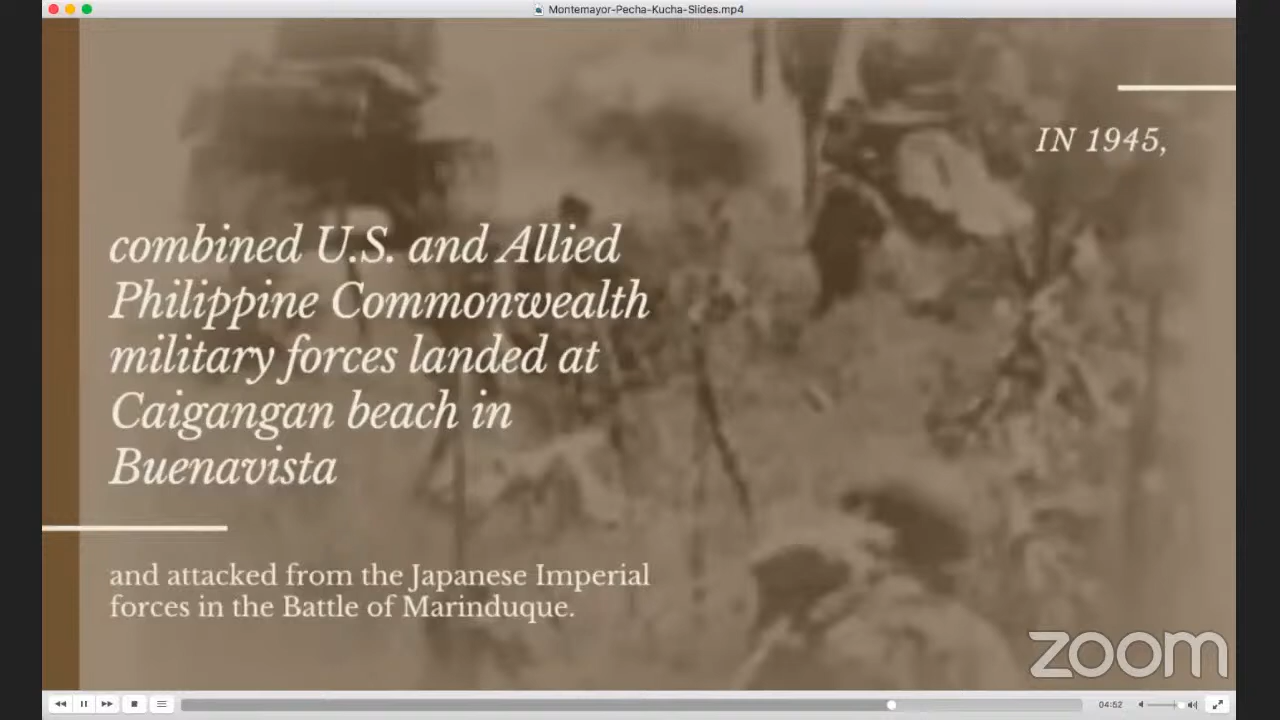 Montemayor-Pecha-Kucha-Slides.mp4
IN 1945,
combined U.S. and Allied
Philippine Commonwealth
military forces landed at
Caigangan beach in
Buenavista
and attacked from the Japanese Imperial
forces in the Battle of Marinduque.
zoom
04:52